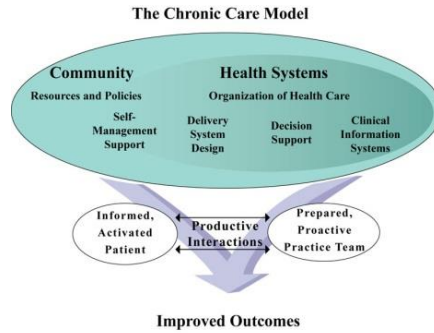 The Chronic Care Model
Community
Health Systems
Resources and Policies
Organization of Health Care
Self-
Management
Support
Delivery
System
Design
Decision
Support
Clinical
Information
Systems
Informed,
Activated
Patient
Productive
Interactions
Prepared,
Proactive
Practice Team
Improved Outcomes